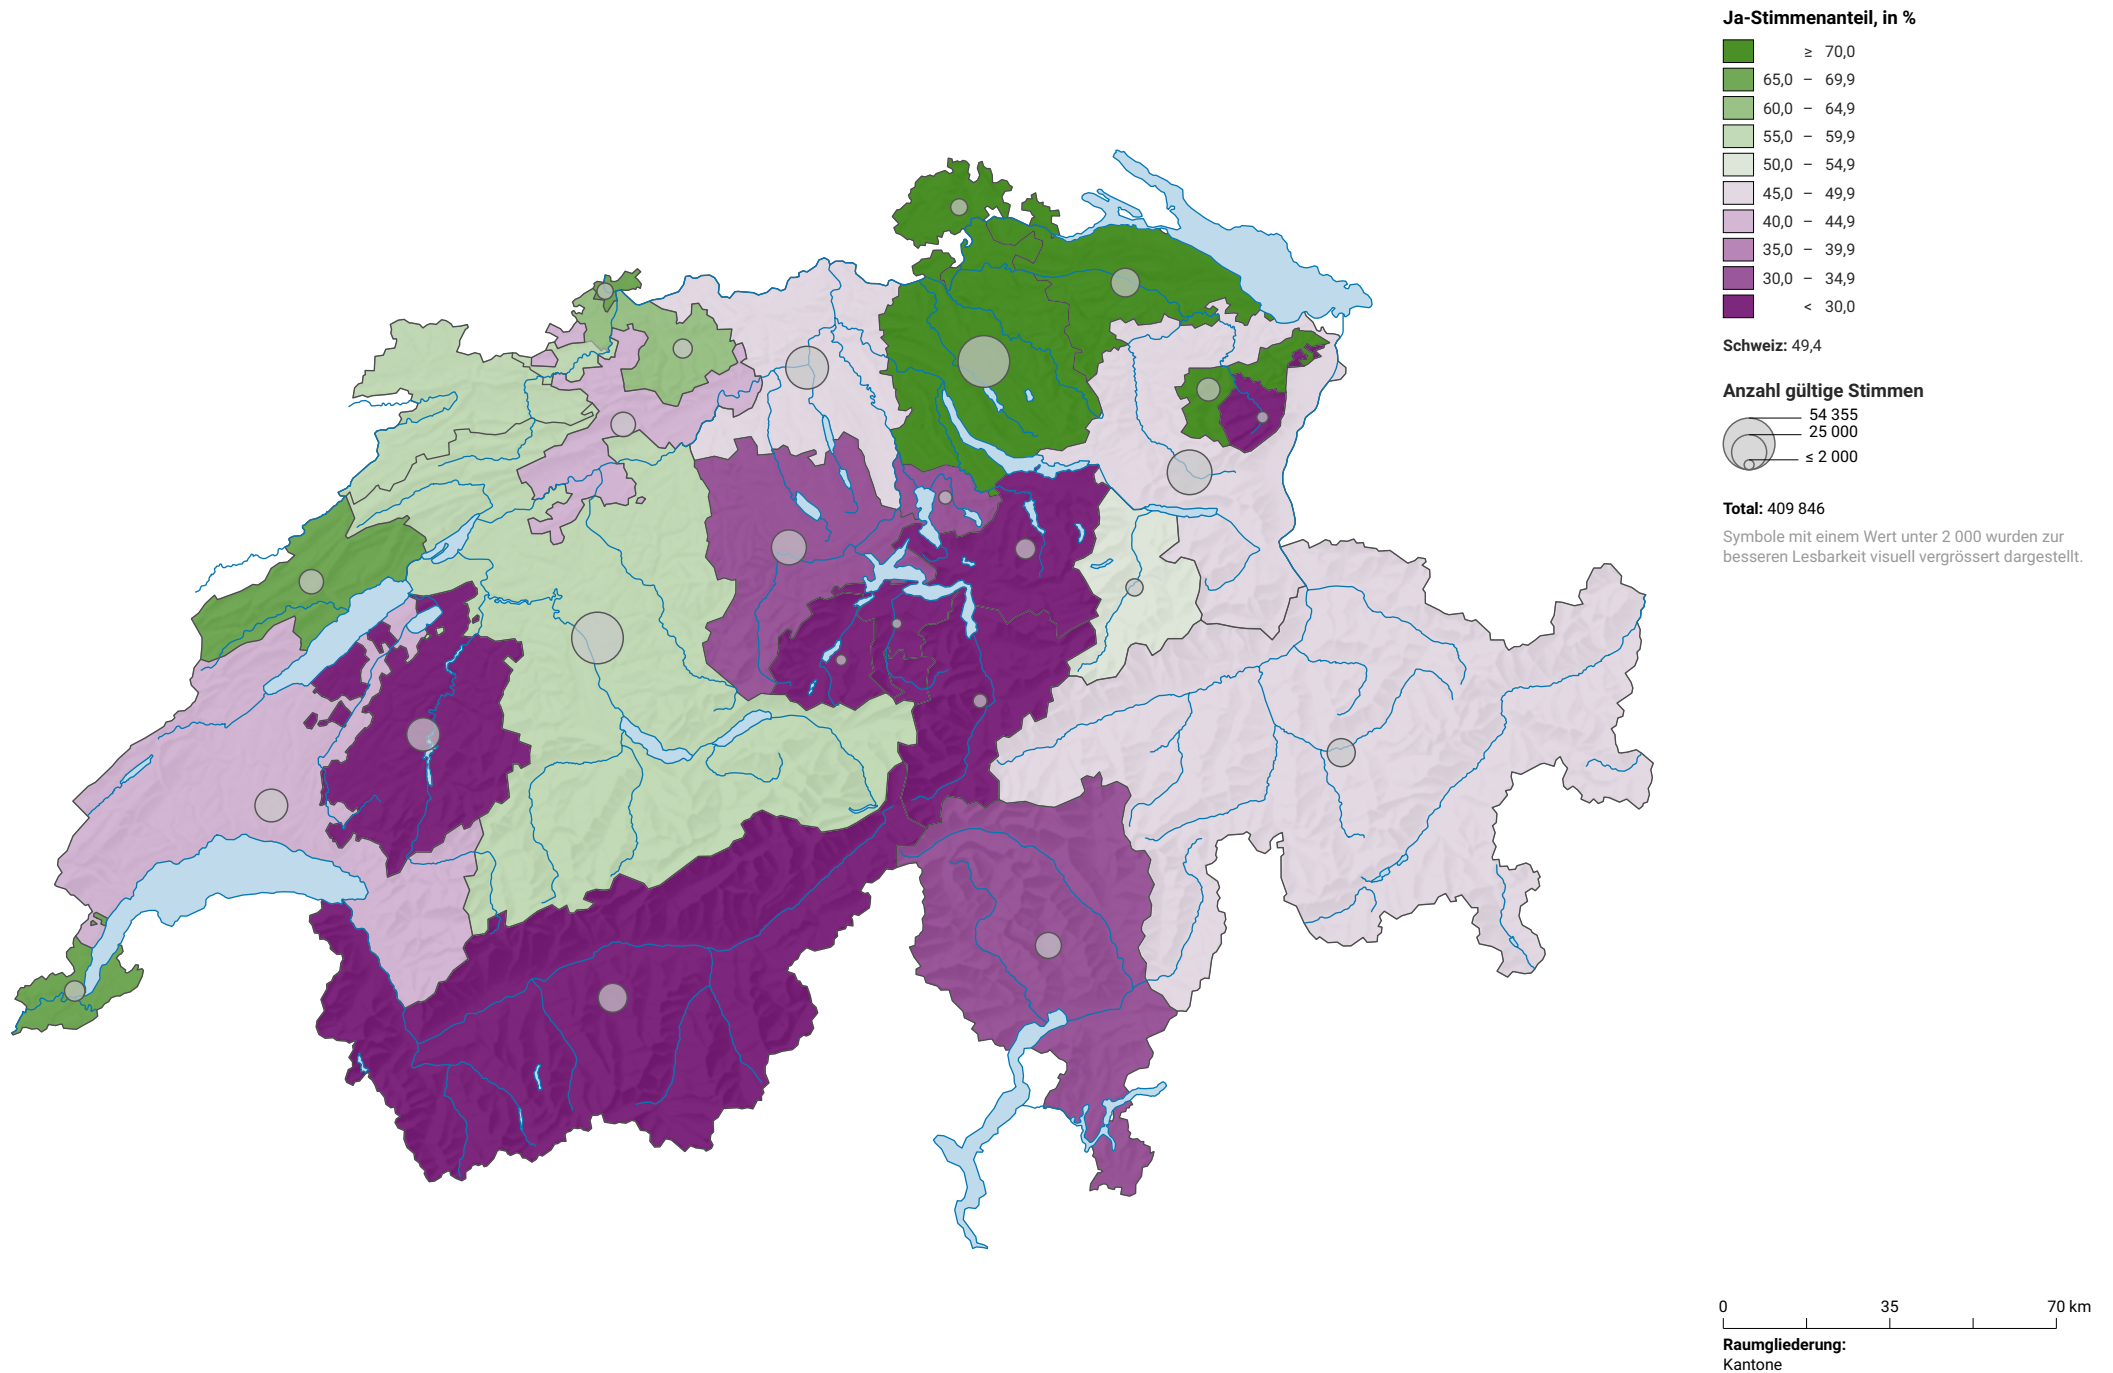 Ja-Stimmenanteil, in %
≥ 70,0
65,0 – 69,9
60,0 – 64,9
55,0 – 59,9
50,0 – 54,9
45,0 – 49,9
40,0 – 44,9
35,0 – 39,9
30,0 – 34,9
< 30,0
Schweiz: 49,4
Anzahl gültige Stimmen
54 355
25 000
≤ 2 000
Total: 409 846
Symbole mit einem Wert unter 2 000 wurden zur
besseren Lesbarkeit visuell vergrössert dargestellt.
0 35 70 km
Raumgliederung:
Kantone